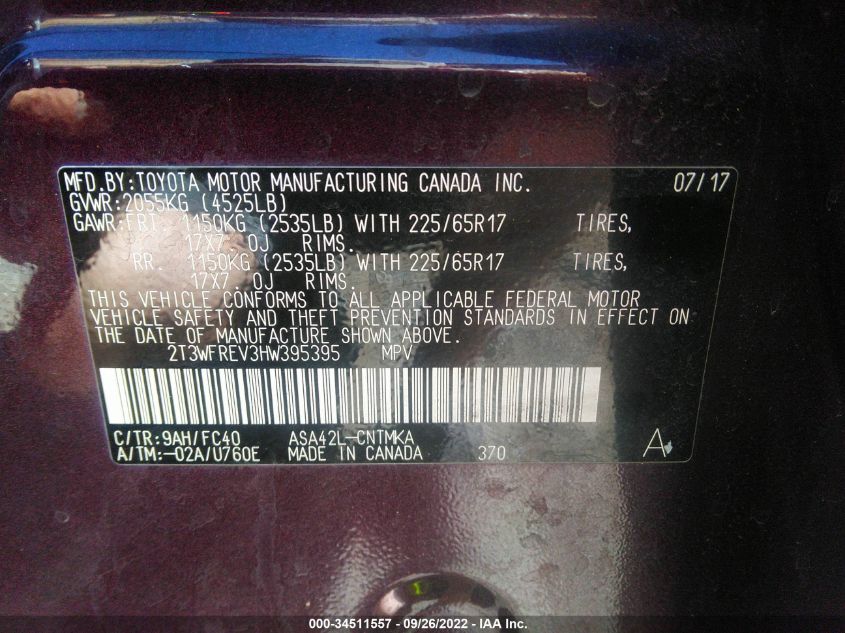 MFD.BY:TOYOTA MOTOR MANUFACTURING CANADA INC. 07/17
GVWR:2055KG (4525LB)
GAWR:FRT. 1150KG (2535LB) WITH 225/65R17 TIRES,
17X7.0J RIMS.
RR. 1150KG (2535LB) WITH 225/65R17 TIRES,
17X7 0J RIMS.
THIS VEHICLE CONFORMS TO ALL APPLICABLE FEDERAL MOTOR
VEHICLE SAFETY AND THEFT PREVENTION STANDARDS IN EFFECT ON
THE DATE OF MANUFACTURE SHOWN ABOVE.
2T3WFREV3HW395395 MPV
C/TR:9AH/FC40 ASA42L-CNTMKA
A/TM:-02A/U760E MADE IN CANADA 370 A
000-34511557 - 09/26/2022 - IAA Inc.